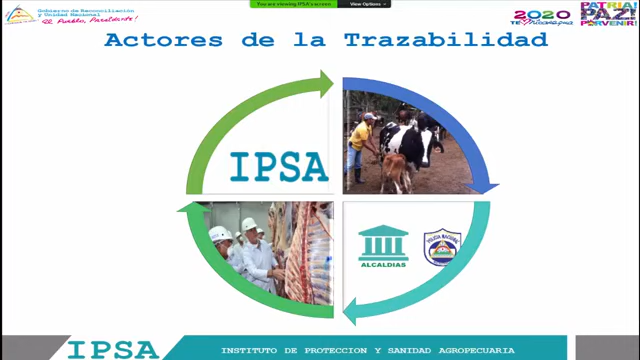 You are viewing IPSA's screen
View Options
Gobierno de Reconciliación
y Unidad Nacional
El Pueblo, Presidente!
2020
PATRIA!
PAZ!
PORVENIR!
Actores de la Trazabilidad
IPSA
ALCALDIAS
POLICIA NACIONAL
IPSA
INSTITUTO DE PROTECCION Y SANIDAD AGROPECUARIA